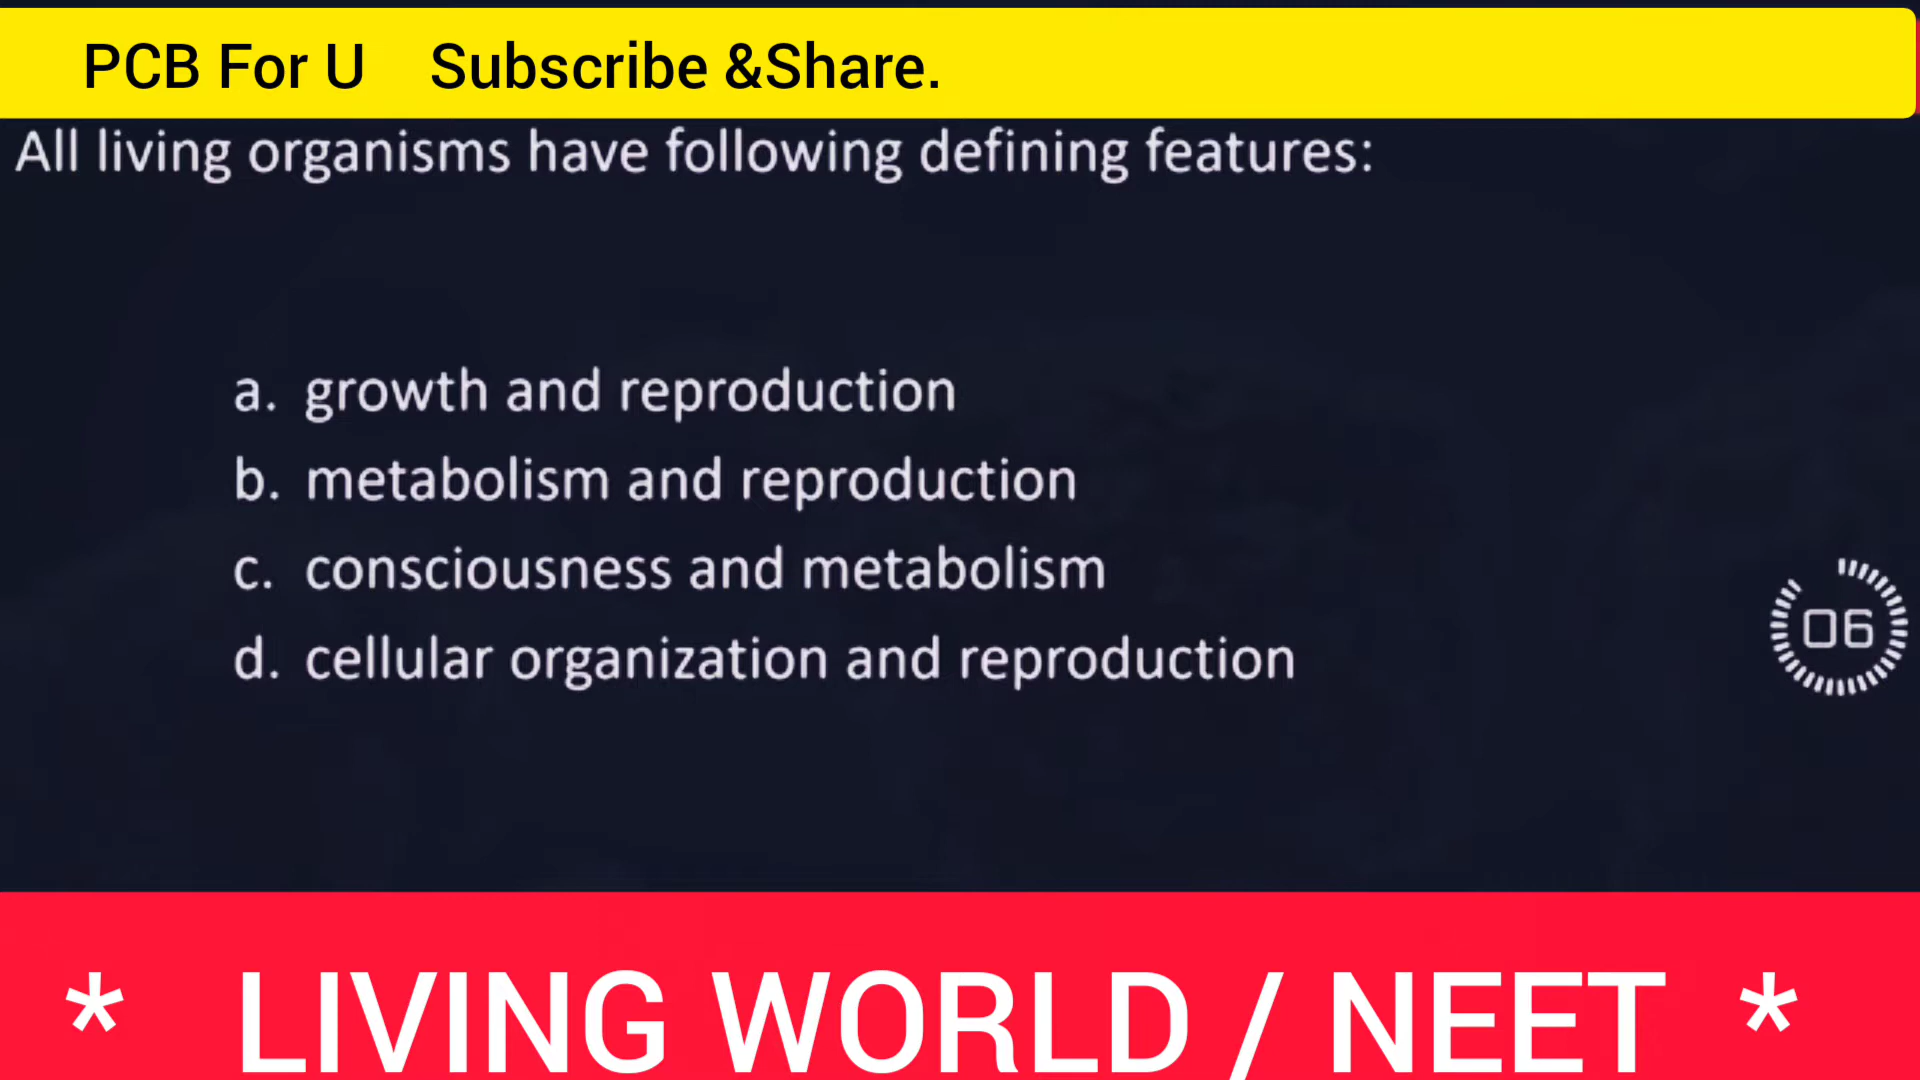 PCB For U Subscribe &Share.
All living organisms have following defining features:
a. growth and reproduction
b. metabolism and reproduction
c. consciousness and metabolism
d. cellular organization and reproduction
06
* LIVING WORLD / NEET *